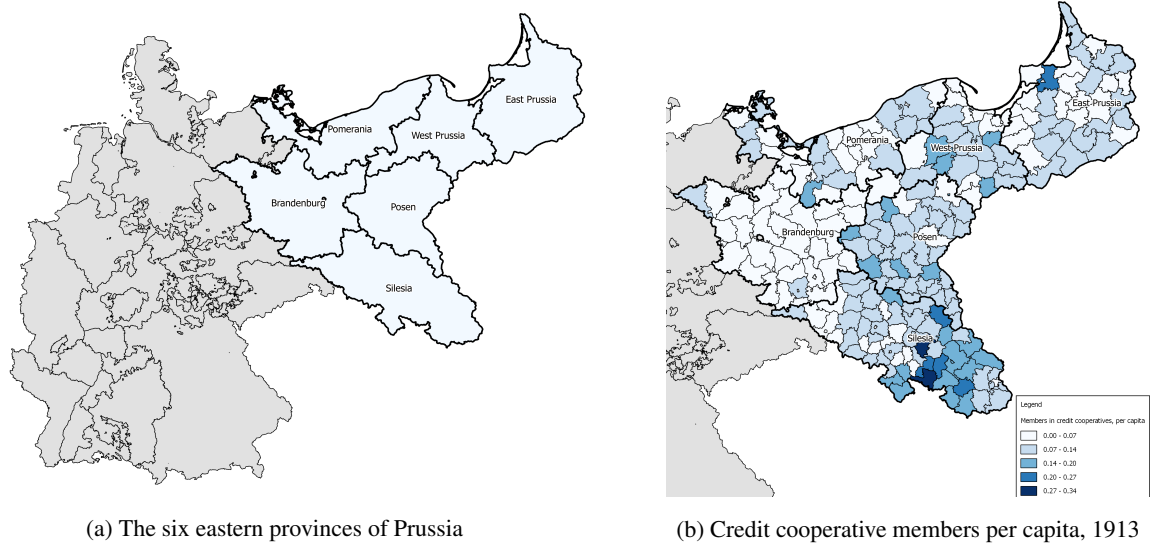 East Prussia
Pomerania
West Prussia
Brandenburg
Posen
Silesia
(a) The six eastern provinces of Prussia
East Prussia
Pomerania
West Prussia
Brandenburg
Posen
Silesia
Legend
Members in credit cooperatives, per capita
0.00 - 0.07
0.07 - 0.14
0.14 - 0.20
0.20 - 0.27
0.27 - 0.34
(b) Credit cooperative members per capita, 1913